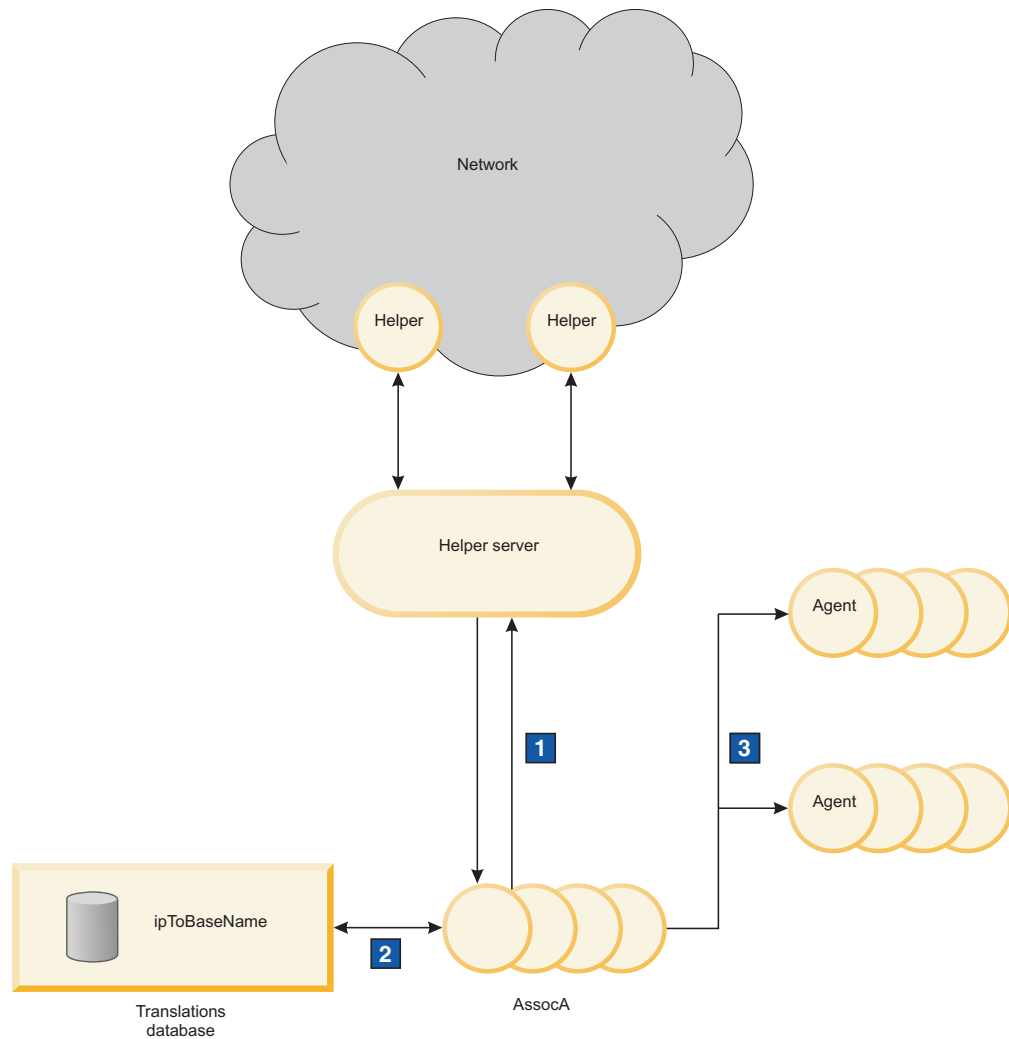 Network
Helper
Helper
Helper server
Agent
1
3
Agent
ipToBaseName
2
AssocA
Translations
database